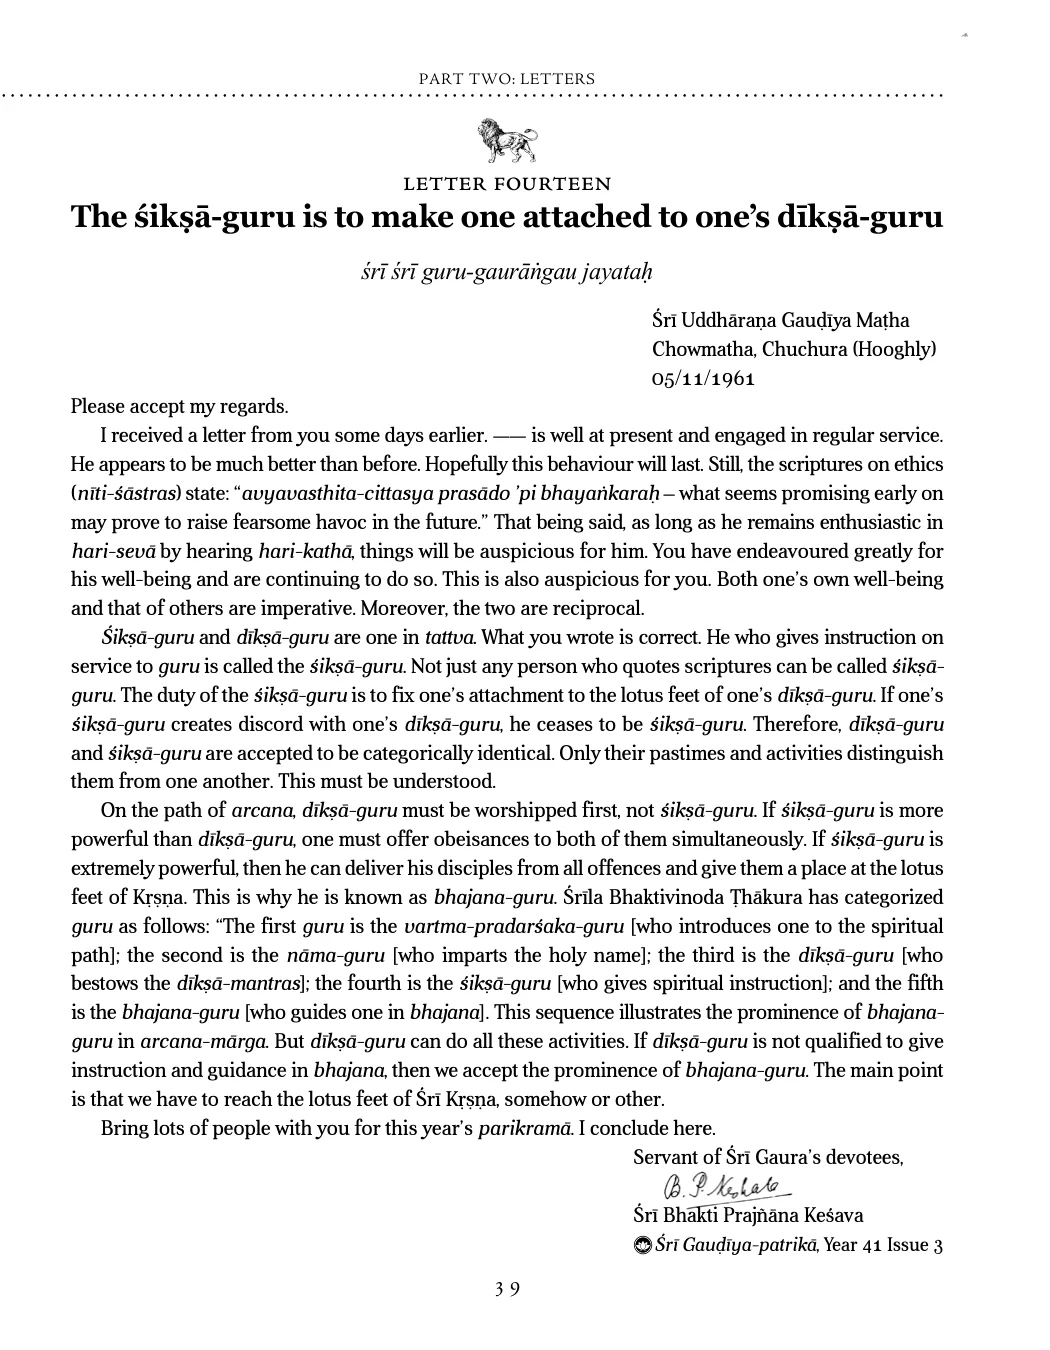 PART TWO: LETTERS
LETTER FOURTEEN
The śikṣā-guru is to make one attached to one’s dīkṣā-guru
śrī śrī guru-gaurāṅgau jayataḥ
Śrī Uddhāraṇa Gauḍīya Maṭha
Chowmatha, Chuchura (Hooghly)
05/11/1961
Please accept my regards.
I received a letter from you some days earlier. —— is well at present and engaged in regular service.
He appears to be much better than before. Hopefully this behaviour will last. Still, the scriptures on ethics
(nīti-śāstras) state: “avyavasthita-cittasya prasādo ’pi bhayaṅkaraḥ – what seems promising early on
may prove to raise fearsome havoc in the future.” That being said, as long as he remains enthusiastic in
hari-sevā by hearing hari-kathā, things will be auspicious for him. You have endeavoured greatly for
his well-being and are continuing to do so. This is also auspicious for you. Both one’s own well-being
and that of others are imperative. Moreover, the two are reciprocal.
Śikṣā-guru and dīkṣā-guru are one in tattva. What you wrote is correct. He who gives instruction on
service to guru is called the śikṣā-guru. Not just any person who quotes scriptures can be called śikṣā-
guru. The duty of the śikṣā-guru is to fix one’s attachment to the lotus feet of one’s dīkṣā-guru. If one’s
śikṣā-guru creates discord with one’s dīkṣā-guru, he ceases to be śikṣā-guru. Therefore, dīkṣā-guru
and śikṣā-guru are accepted to be categorically identical. Only their pastimes and activities distinguish
them from one another. This must be understood.
On the path of arcana, dīkṣā-guru must be worshipped first, not śikṣā-guru. If śikṣā-guru is more
powerful than dīkṣā-guru, one must offer obeisances to both of them simultaneously. If śikṣā-guru is
extremely powerful, then he can deliver his disciples from all offences and give them a place at the lotus
feet of Kṛṣṇa. This is why he is known as bhajana-guru. Śrīla Bhaktivinoda Ṭhākura has categorized
guru as follows: “The first guru is the vartma-pradarśaka-guru [who introduces one to the spiritual
path]; the second is the nāma-guru [who imparts the holy name]; the third is the dīkṣā-guru [who
bestows the dīkṣā-mantras]; the fourth is the śikṣā-guru [who gives spiritual instruction]; and the fifth
is the bhajana-guru [who guides one in bhajana]. This sequence illustrates the prominence of bhajana-
guru in arcana-mārga. But dīkṣā-guru can do all these activities. If dīkṣā-guru is not qualified to give
instruction and guidance in bhajana, then we accept the prominence of bhajana-guru. The main point
is that we have to reach the lotus feet of Śrī Kṛṣṇa, somehow or other.
Bring lots of people with you for this year’s parikramā. I conclude here.
Servant of Śrī Gaura’s devotees,
B. P. Keshab
Śrī Bhakti Prajñāna Keśava
Śrī Gauḍīya-patrikā, Year 41 Issue 3
39